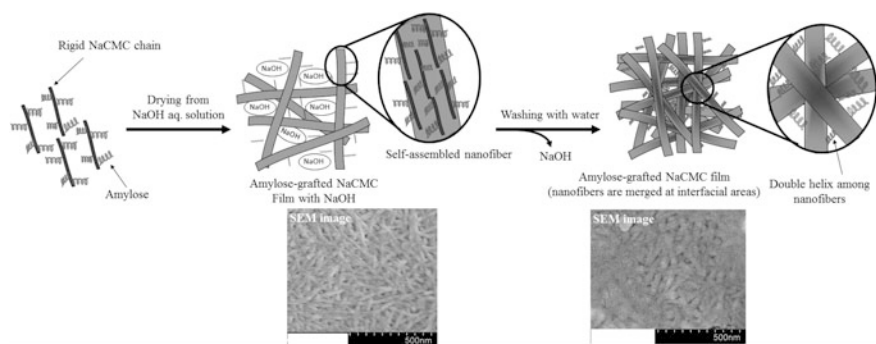 Rigid NaCMC chain
Amylose
Drying from
NaOH aq. solution
NaOH
NaOH
NaOH
NaOH
NaOH
NaOH
Amylose-grafted NaCMC
Film with NaOH
Self-assembled nanofiber
Washing with water
NaOH
Amylose-grafted NaCMC film
(nanofibers are merged at interfacial areas)
Double helix among
nanofibers
SEM image
500nm
SEM image
500nm